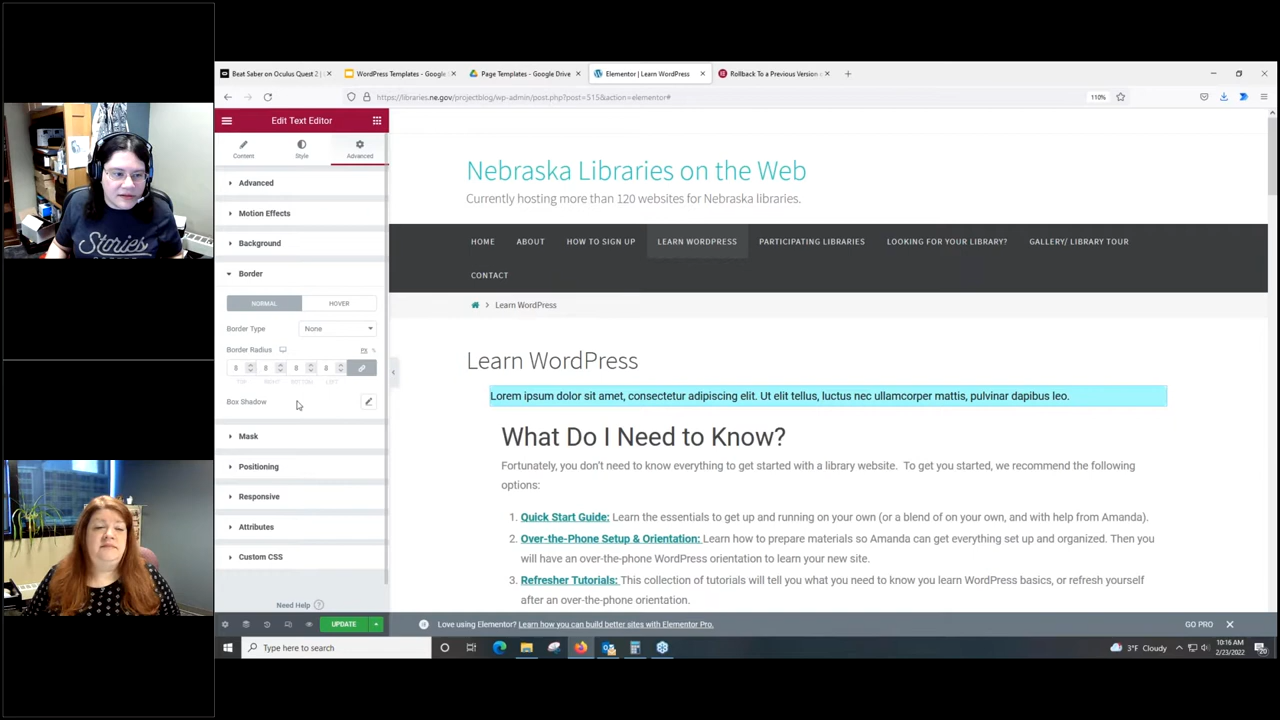 Stories
Beat Saber on Oculus Quest 2 |
WordPress Templates - Google
Page Templates - Google Drive
Elementor | Learn WordPress
Rollback To a Previous Version
https://libraries.ne.gov/projectblog/wp-admin/post.php?post=515&action=elementor#
110%
Edit Text Editor
Content
Style
Advanced
Advanced
Motion Effects
Background
Border
NORMAL
HOVER
Border Type
None
Border Radius
PX %
8 8 8 8
TOP RIGHT BOTTOM LEFT
Box Shadow
Mask
Positioning
Responsive
Attributes
Custom CSS
Need Help
UPDATE
Nebraska Libraries on the Web
Currently hosting more than 120 websites for Nebraska libraries.
HOME ABOUT HOW TO SIGN UP LEARN WORDPRESS PARTICIPATING LIBRARIES LOOKING FOR YOUR LIBRARY? GALLERY/ LIBRARY TOUR
CONTACT
Learn WordPress
Learn WordPress
Lorem ipsum dolor sit amet, consectetur adipiscing elit. Ut elit tellus, luctus nec ullamcorper mattis, pulvinar dapibus leo.
What Do I Need to Know?
Fortunately, you don't need to know everything to get started with a library website. To get you started, we recommend the following
options:
1. Quick Start Guide: Learn the essentials to get up and running on your own (or a blend of on your own, and with help from Amanda).
2. Over-the-Phone Setup & Orientation: Learn how to prepare materials so Amanda can get everything set up and organized. Then you
will have an over-the-phone WordPress orientation to learn your new site.
3. Refresher Tutorials: This collection of tutorials will tell you what you need to know you learn WordPress basics, or refresh yourself
after an over-the-phone orientation.
Love using Elementor? Learn how you can build better sites with Elementor Pro.
GO PRO
Type here to search
3°F Cloudy
10:16 AM
2/23/2022
20